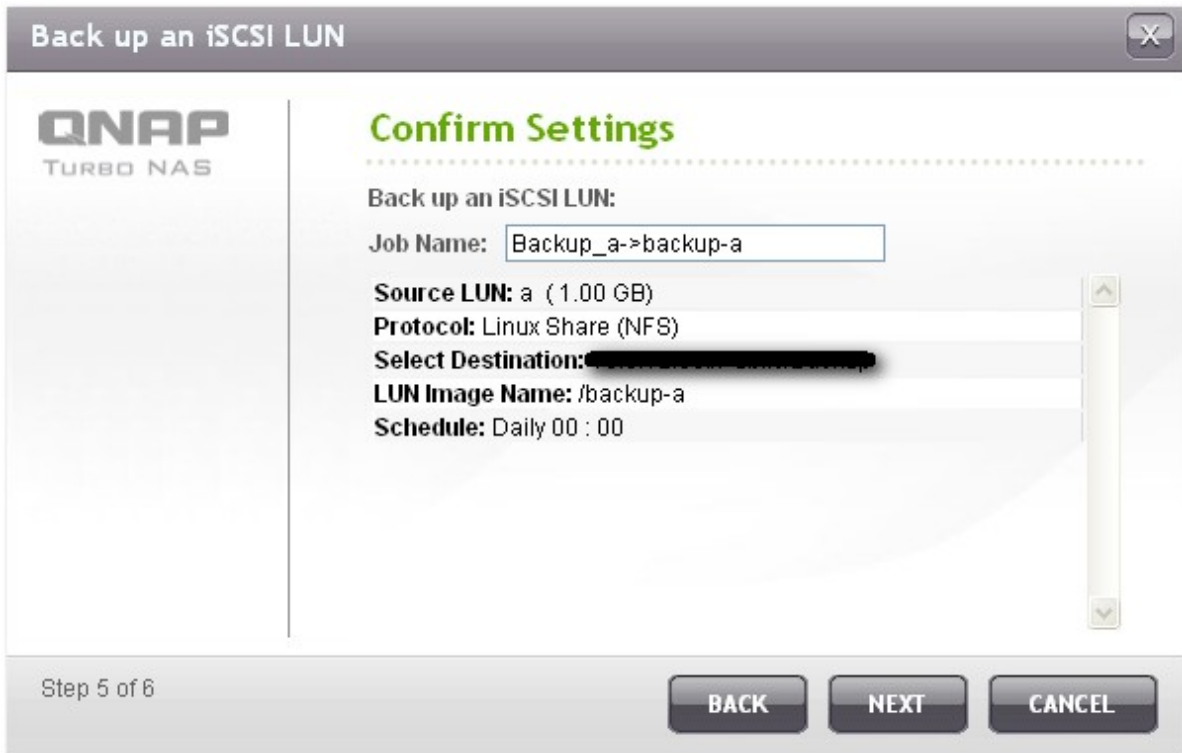 Back up an iSCSI LUN
X
QNAP
TURBO NAS
Confirm Settings
Back up an iSCSI LUN:
Job Name: Backup_a->backup-a
Source LUN: a (1.00 GB)
Protocol: Linux Share (NFS)
Select Destination:
LUN Image Name: /backup-a
Schedule: Daily 00 : 00
Step 5 of 6
BACK NEXT CANCEL